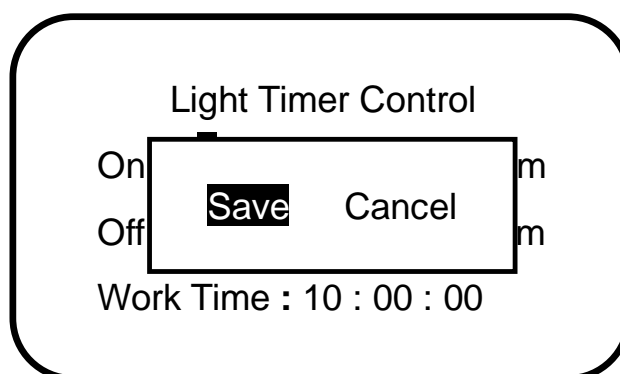 Light Timer Control
On m
Save Cancel
Off m
Work Time : 10 : 00 : 00